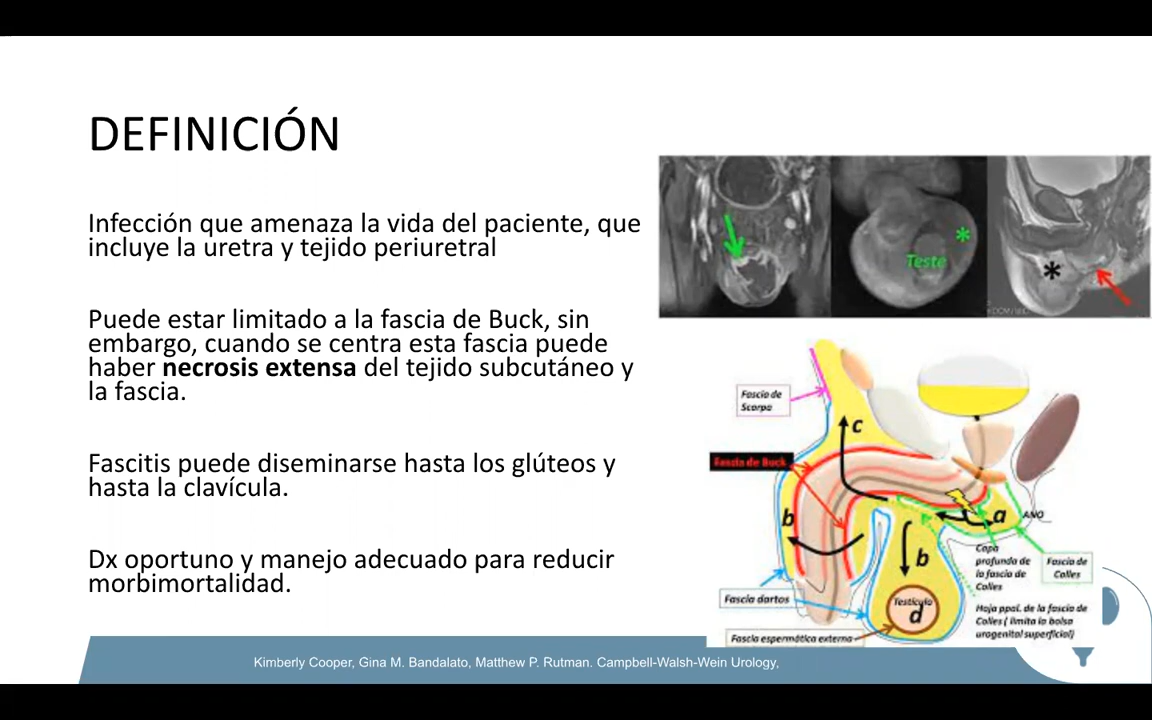 DEFINICIÓN
Infección que amenaza la vida del paciente, que
incluye la uretra y tejido periuretral
Puede estar limitado a la fascia de Buck, sin
embargo, cuando se centra esta fascia puede
haber necrosis extensa del tejido subcutáneo y
la fascia.
Fascitis puede diseminarse hasta los glúteos y
hasta la clavícula.
Dx oportuno y manejo adecuado para reducir
morbimortalidad.
*
Teste
*
Fascia de
Scarpa
c
Fascia de Buck
b
a
ANO
b
Capa
profunda de
la fascia de
Colles
Fascia de
Colles
Fascia dartos
Testículo
d
Hoja ppal. de la fascia de
Colles ( limita la bolsa
urogenital superficial)
Fascia espermática externa
Kimberly Cooper, Gina M. Bandalato, Matthew P. Rutman. Campbell-Walsh-Wein Urology,